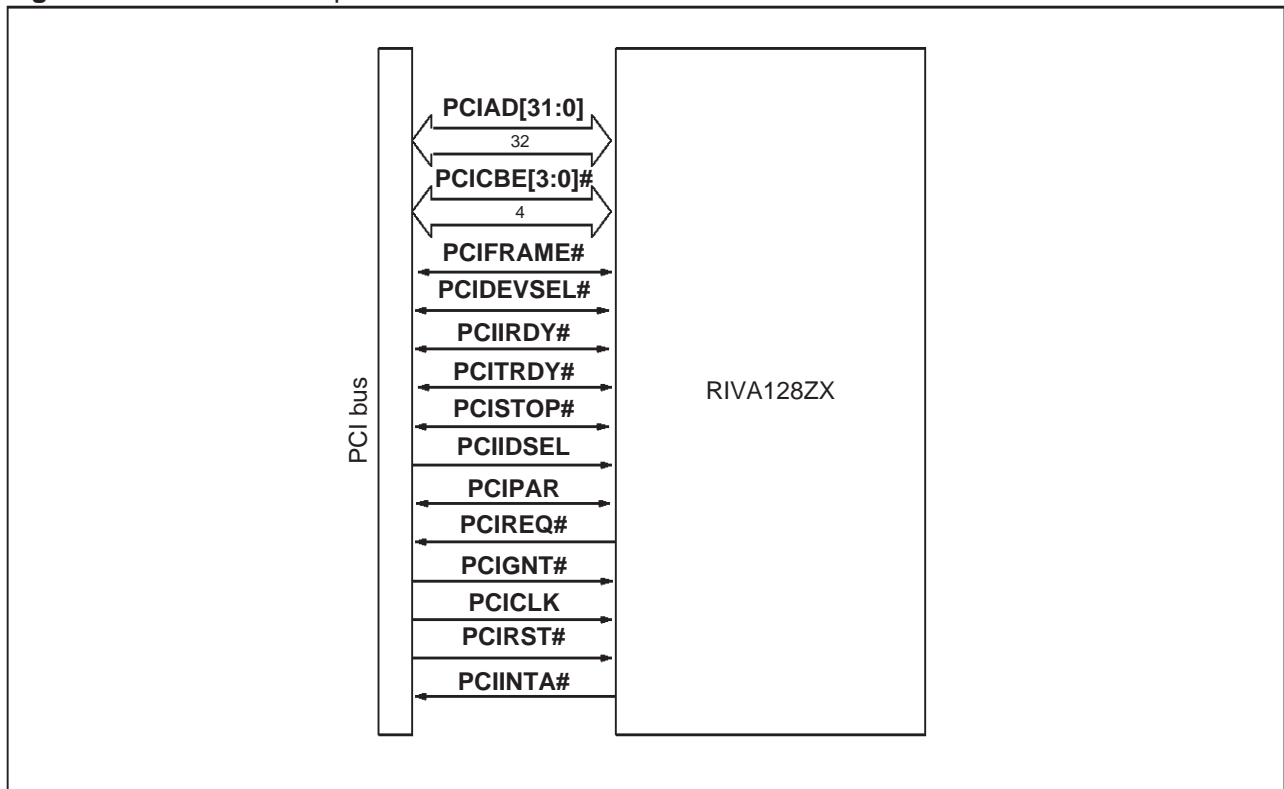 PCIAD[31:0]
32
PCICBE[3:0]#
4
PCIFRAME#
PCIDEVSEL#
PCIIRDY#
PCITRDY#
PCISTOP#
PCIIDSEL
PCIPAR
PCIREQ#
PCIGNT#
PCICLK
PCIRST#
PCIINTA#
PCI bus
RIVA128ZX